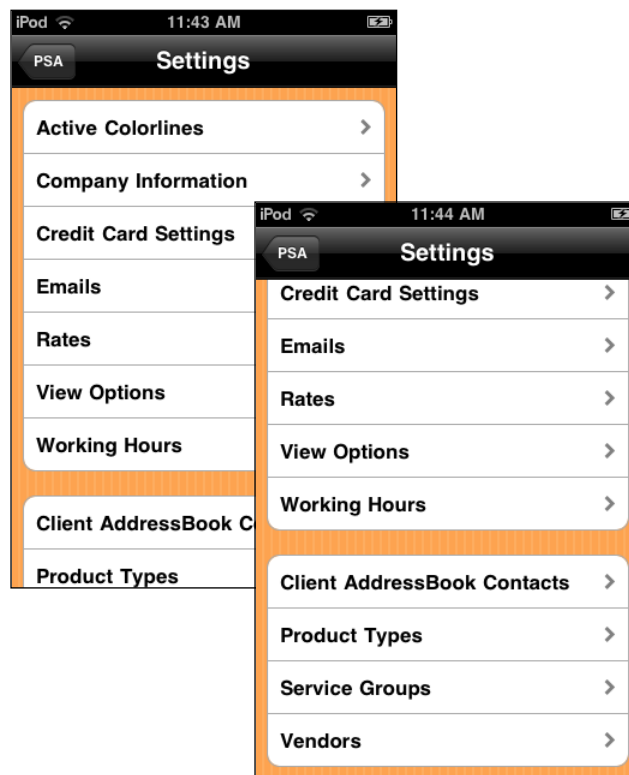 iPod 11:43 AM
PSA Settings
Active Colorlines
Company Information
Credit Card Settings
Emails
Rates
View Options
Working Hours
Client AddressBook C
Product Types
iPod 11:44 AM
PSA Settings
Credit Card Settings
Emails
Rates
View Options
Working Hours
Client AddressBook Contacts
Product Types
Service Groups
Vendors